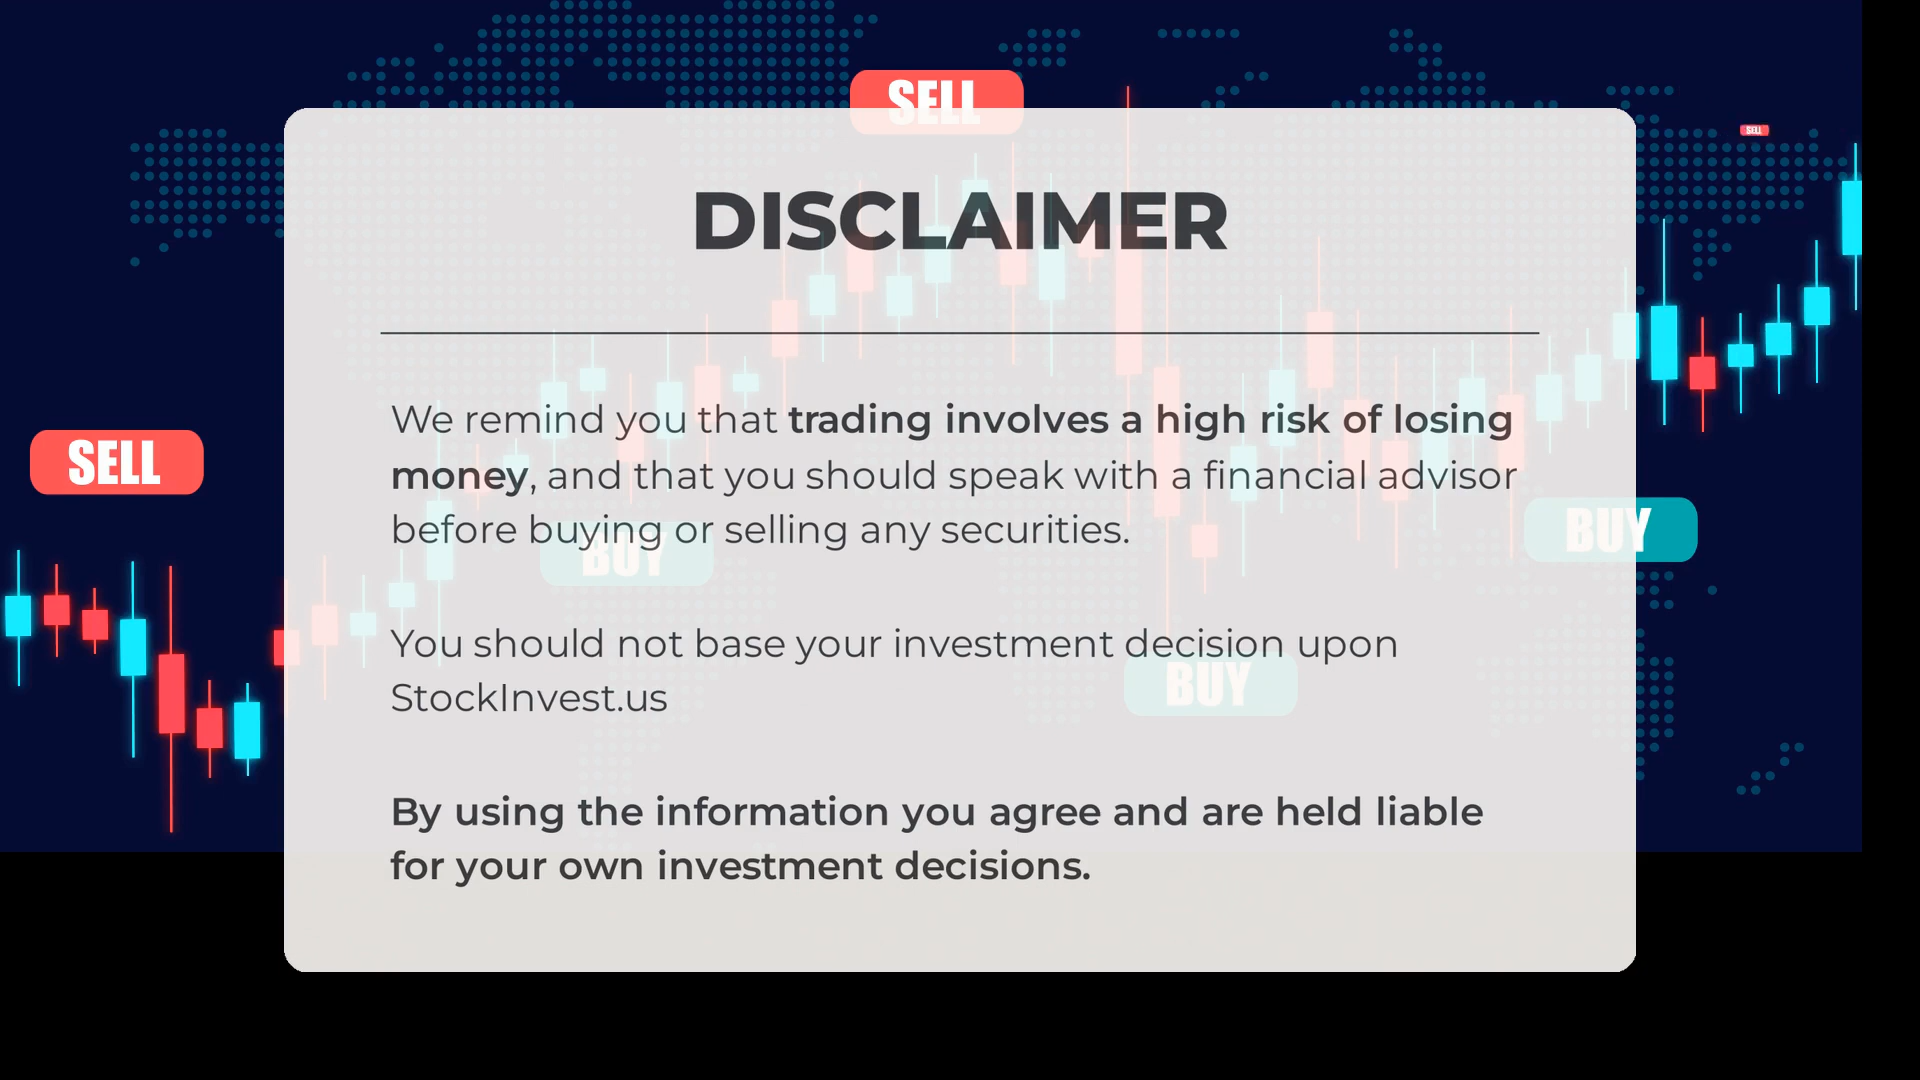 SELL
SELL
DISCLAIMER
We remind you that trading involves a high risk of losing
money, and that you should speak with a financial advisor
before buying or selling any securities.
SELL
BUY
BUY
You should not base your investment decision upon
StockInvest.us
BUY
By using the information you agree and are held liable
for your own investment decisions.